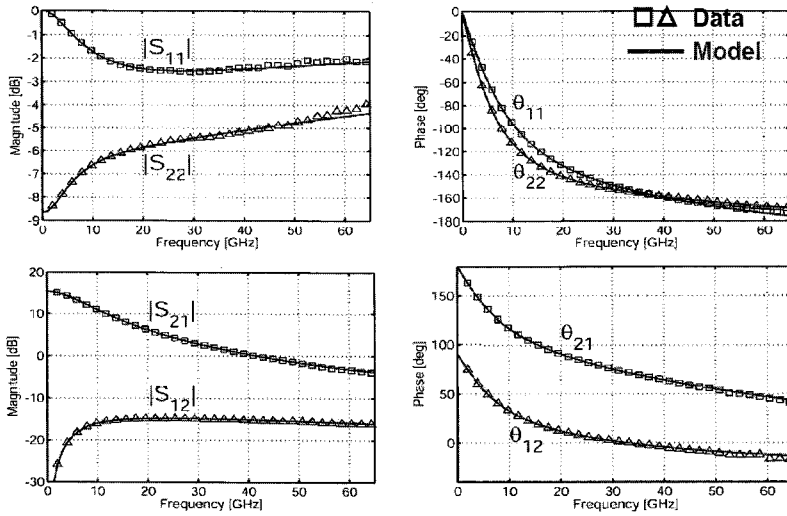 0
-1
-2
-3
-4
-5
-6
-7
-8
-9
Magnitude [dB]
|S11|
|S22|
0 10 20 30 40 50 60
Frequency [GHz]
0
-20
-40
-60
-80
-100
-120
-140
-160
-180
Phase [deg]
Data
Model
θ11
θ22
0 10 20 30 40 50 60
Frequency [GHz]
20
10
0
-10
-20
-30
Magnitude [dB]
|S21|
|S12|
0 10 20 30 40 50 60
Frequency [GHz]
150
100
50
0
Phase [deg]
θ21
θ12
0 10 20 30 40 50 60
Frequency [GHz]